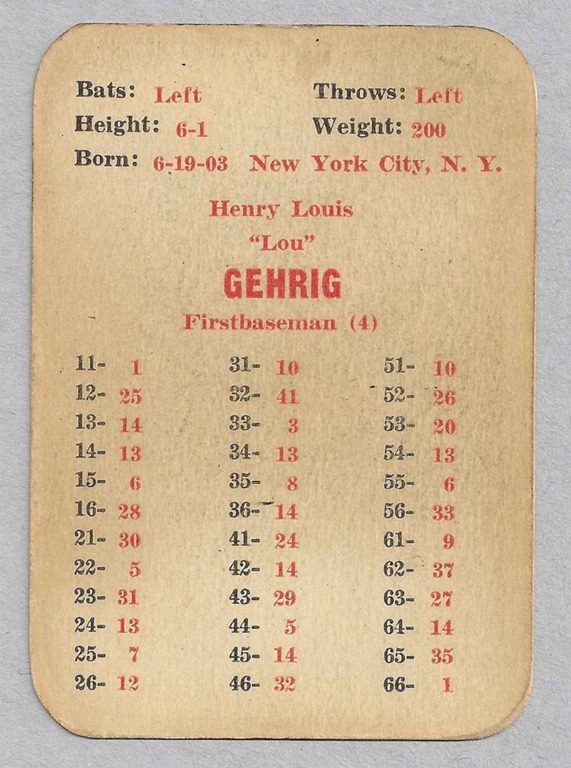 Bats: Left Throws: Left
Height: 6-1 Weight: 200
Born: 6-19-03 New York City, N. Y.
Henry Louis
“Lou”
GEHRIG
Firstbaseman (4)
11- 1 31- 10 51- 10
12- 25 32- 41 52- 26
13- 14 33- 3 53- 20
14- 13 34- 13 54- 13
15- 6 35- 8 55- 6
16- 28 36- 14 56- 33
21- 30 41- 24 61- 9
22- 5 42- 14 62- 37
23- 31 43- 29 63- 27
24- 13 44- 5 64- 14
25- 7 45- 14 65- 35
26- 12 46- 32 66- 1